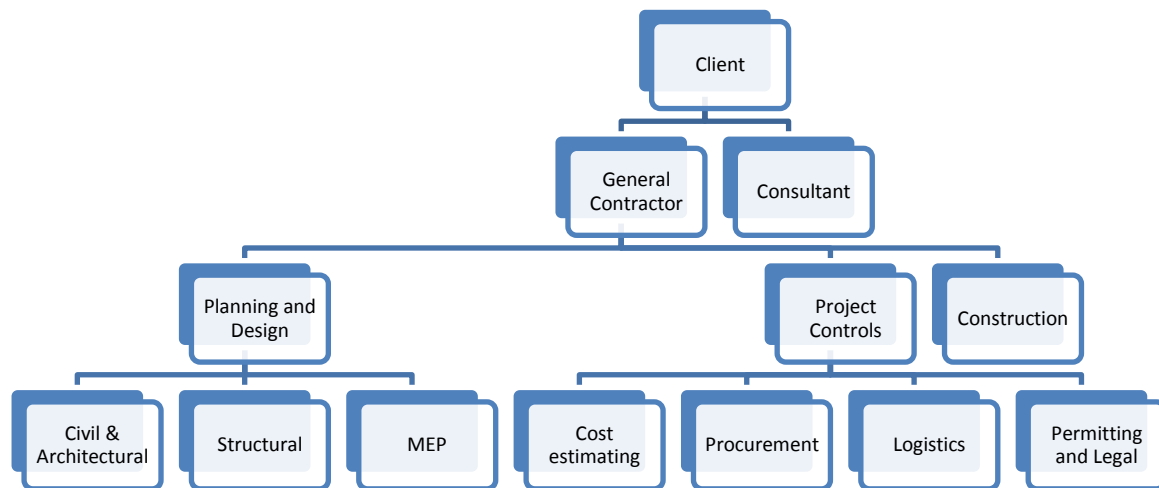 Client
General
Contractor
Consultant
Planning and
Design
Project
Controls
Construction
Civil &
Architectural
Structural
MEP
Cost
estimating
Procurement
Logistics
Permitting
and Legal